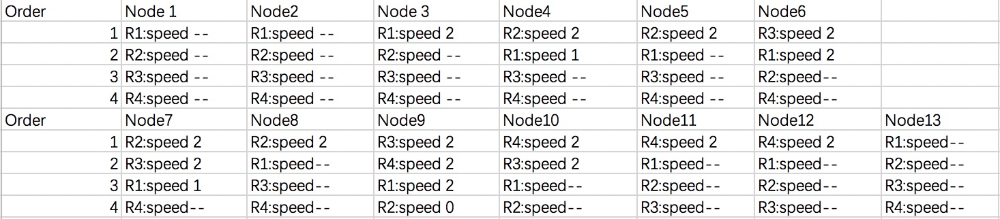 Order Node 1 Node2 Node 3 Node4 Node5 Node6
1 R1:speed -- R1:speed -- R1:speed 2 R2:speed 2 R2:speed 2 R3:speed 2
2 R2:speed -- R2:speed -- R2:speed -- R1:speed 1 R1:speed -- R1:speed 2
3 R3:speed -- R3:speed -- R3:speed -- R3:speed -- R3:speed -- R2:speed--
4 R4:speed -- R4:speed -- R4:speed -- R4:speed -- R4:speed -- R4:speed--
Order Node7 Node8 Node9 Node10 Node11 Node12 Node13
1 R2:speed 2 R2:speed 2 R3:speed 2 R4:speed 2 R4:speed 2 R4:speed 2 R1:speed--
2 R3:speed 2 R1:speed-- R4:speed 2 R3:speed 2 R1:speed-- R1:speed-- R2:speed--
3 R1:speed 1 R3:speed-- R1:speed 2 R1:speed-- R2:speed-- R2:speed-- R3:speed--
4 R4:speed-- R4:speed-- R2:speed 0 R2:speed-- R3:speed-- R3:speed-- R4:speed--